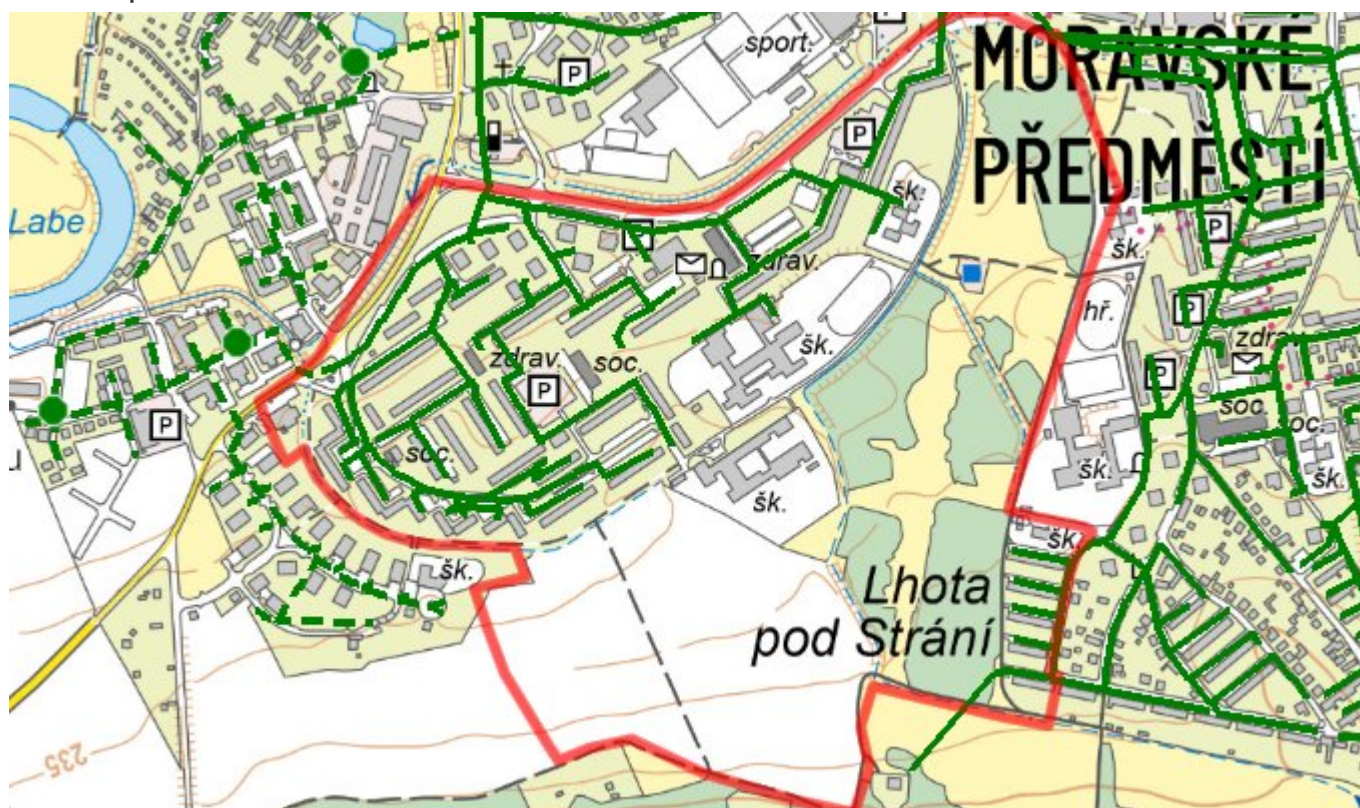 sport.
MORAVSKÉ
PŘEDMĚSTÍ
P
P
P
šk.
Labe
P
šk.
zdrav.
hř.
P
šk.
zdrav.
soc.
zdrav.
P
P
P
soc.
soc.
soc.
šk.
šk.
šk.
šk.
šk.
Lhota
pod Strání
235